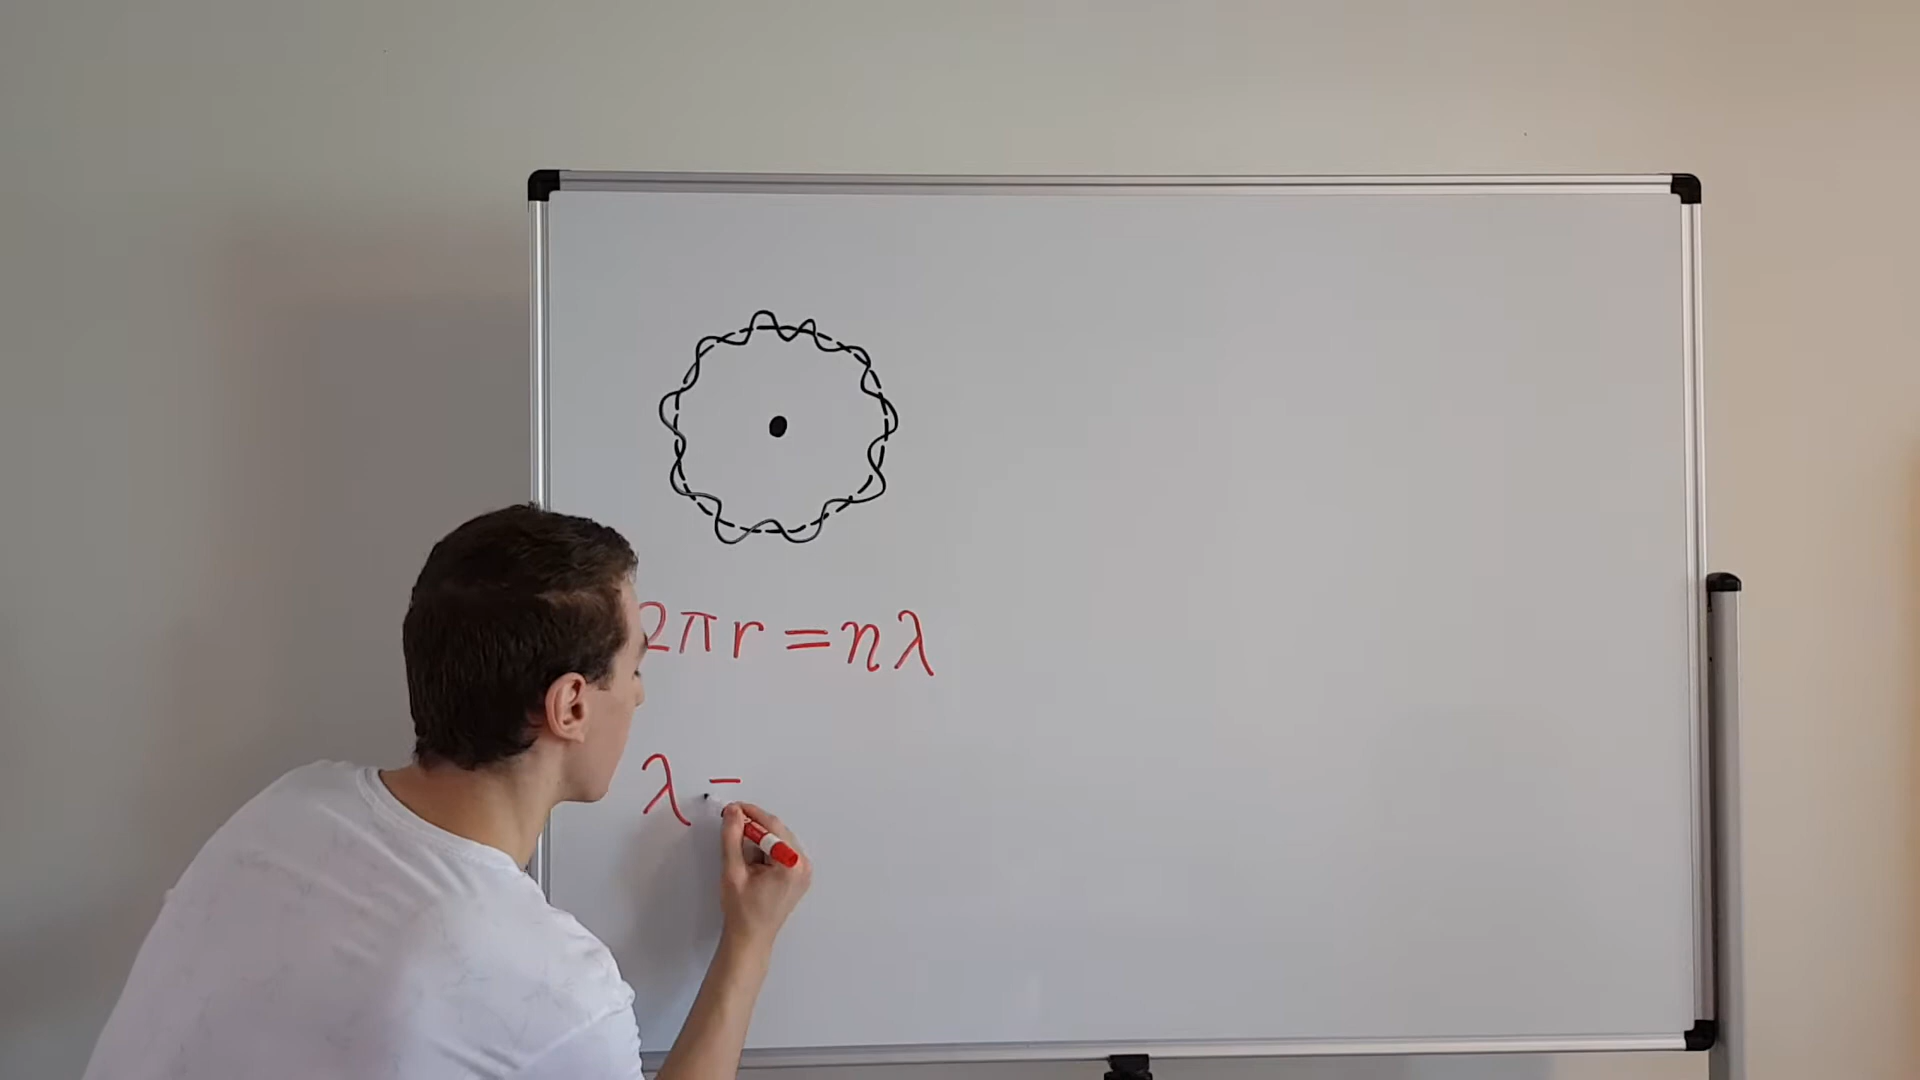 2πr = nλ
λ -